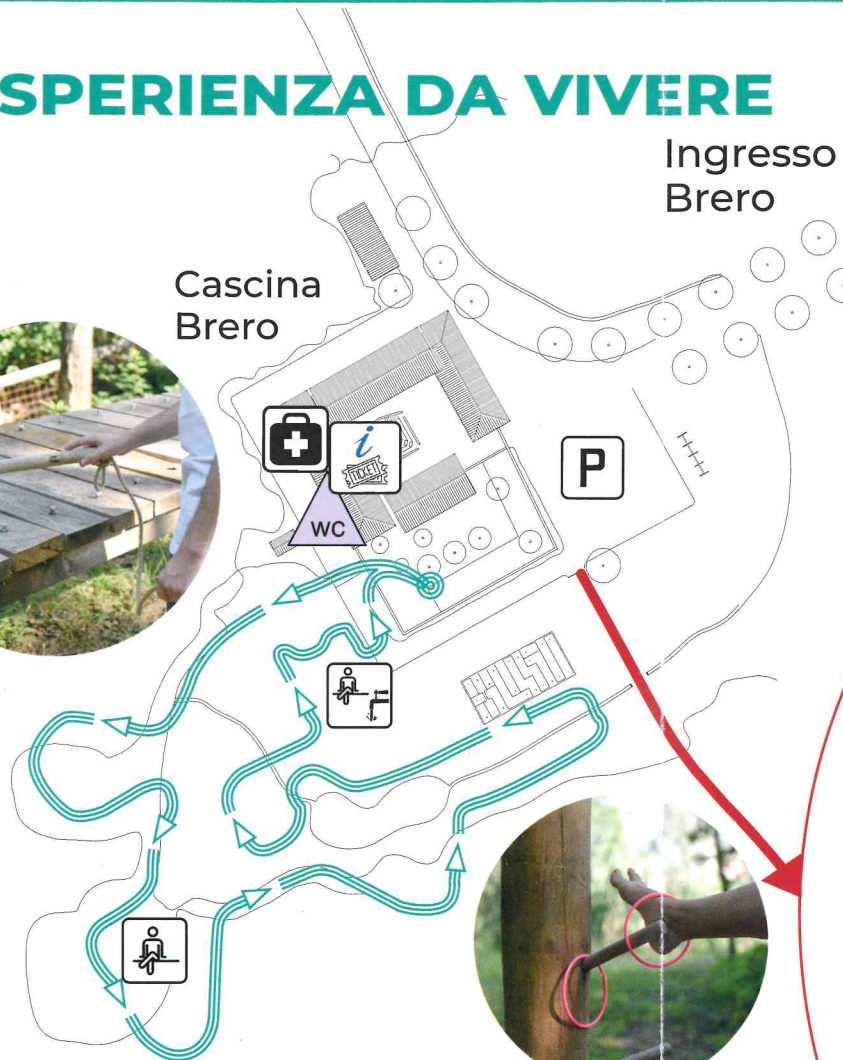 SPERIENZA DA VIVERE
Ingresso
Brero
Cascina
Brero
i
TICKET
P
WC